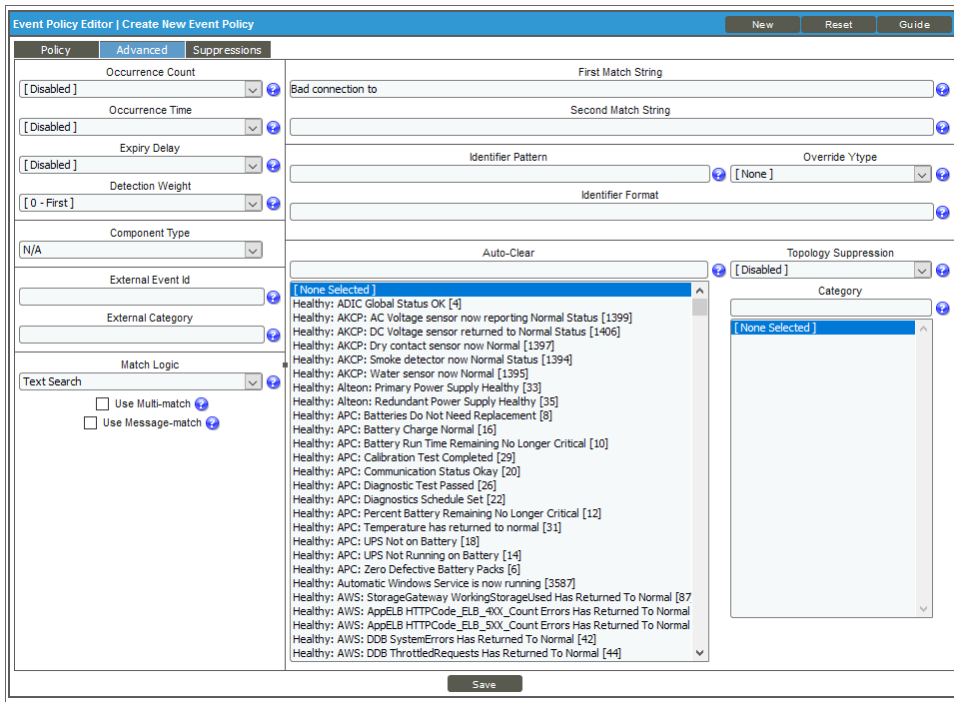 Event Policy Editor | Create New Event Policy
New
Reset
Guide
Policy
Advanced
Suppressions
Occurrence Count
[ Disabled ]
Occurrence Time
[ Disabled ]
Expiry Delay
[ Disabled ]
Detection Weight
[ 0 - First ]
Component Type
N/A
External Event Id
External Category
Match Logic
Text Search
Use Multi-match
Use Message-match
First Match String
Bad connection to
Second Match String
Identifier Pattern
Override Ytype
[ None ]
Identifier Format
Auto-Clear
[ None Selected ]
Healthy: ADIC Global Status OK [4]
Healthy: AKCP: AC Voltage sensor now reporting Normal Status [1399]
Healthy: AKCP: DC Voltage sensor returned to Normal Status [1406]
Healthy: AKCP: Dry contact sensor now Normal [1397]
Healthy: AKCP: Smoke detector now Normal Status [1394]
Healthy: AKCP: Water sensor now Normal [1395]
Healthy: Alteon: Primary Power Supply Healthy [33]
Healthy: Alteon: Redundant Power Supply Healthy [35]
Healthy: APC: Batteries Do Not Need Replacement [8]
Healthy: APC: Battery Charge Normal [16]
Healthy: APC: Battery Run Time Remaining No Longer Critical [10]
Healthy: APC: Calibration Test Completed [29]
Healthy: APC: Communication Status Okay [20]
Healthy: APC: Diagnostic Test Passed [26]
Healthy: APC: Diagnostics Schedule Set [22]
Healthy: APC: Percent Battery Remaining No Longer Critical [12]
Healthy: APC: Temperature has returned to normal [31]
Healthy: APC: UPS Not on Battery [18]
Healthy: APC: UPS Not Running on Battery [14]
Healthy: APC: Zero Defective Battery Packs [6]
Healthy: Automatic Windows Service is now running [3587]
Healthy: AWS: StorageGateway WorkingStorageUsed Has Returned To Normal [87
Healthy: AWS: AppELB HTTPCode_ELB_4XX_Count Errors Has Returned To Normal
Healthy: AWS: AppELB HTTPCode_ELB_5XX_Count Errors Has Returned To Normal
Healthy: AWS: DDB SystemErrors Has Returned To Normal [42]
Healthy: AWS: DDB ThrottledRequests Has Returned To Normal [44]
Topology Suppression
[ Disabled ]
Category
[ None Selected ]
Save